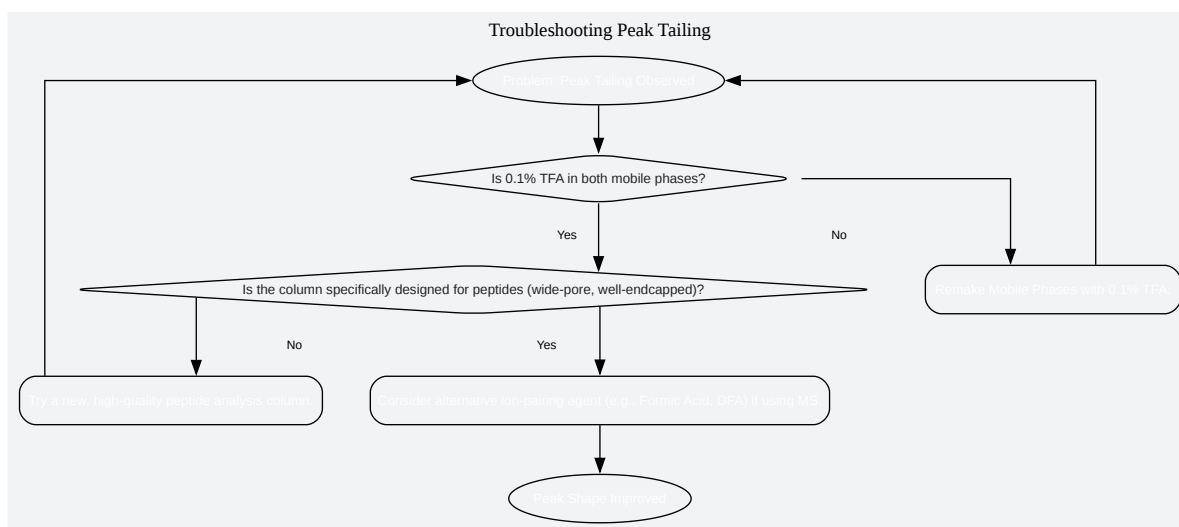 Troubleshooting Peak Tailing
Problem: Peak Tailing Observed
Is 0.1% TFA in both mobile phases?
Yes
No
Is the column specifically designed for peptides (wide-pore, well-endcapped)?
Remake Mobile Phases with 0.1% TFA.
No
Yes
Try a new, high-quality peptide analysis column.
Consider alternative ion-pairing agent (e.g., Formic Acid, DFA) if using MS.
Peak Shape Improved